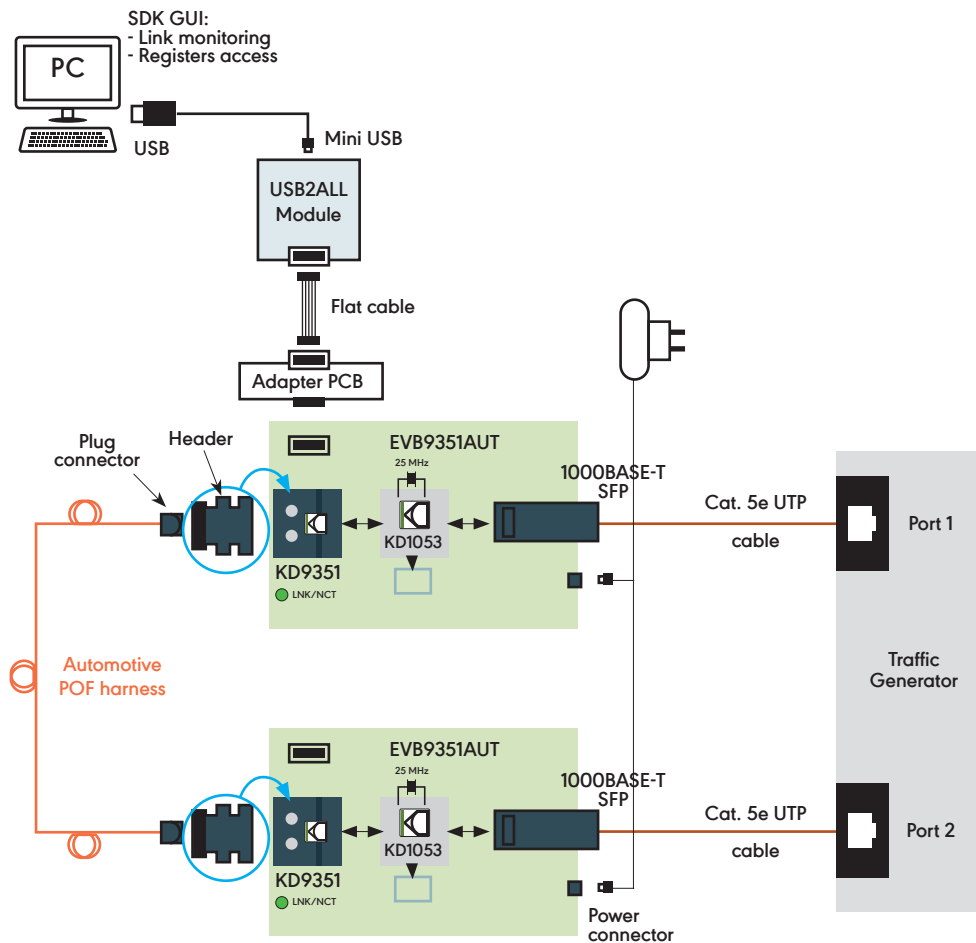 SDK GUI:
- Link monitoring
- Registers access
PC
USB
Mini USB
USB2ALL
Module
Flat cable
Adapter PCB
Plug
connector
Header
EVB9351AUT
25 MHz
1000BASE-T
SFP
KD1053
KD9351
LNK/NCT
Cat. 5e UTP
cable
Port 1
Automotive
POF harness
Traffic
Generator
EVB9351AUT
25 MHz
1000BASE-T
SFP
KD1053
KD9351
LNK/NCT
Cat. 5e UTP
cable
Port 2
Power
connector